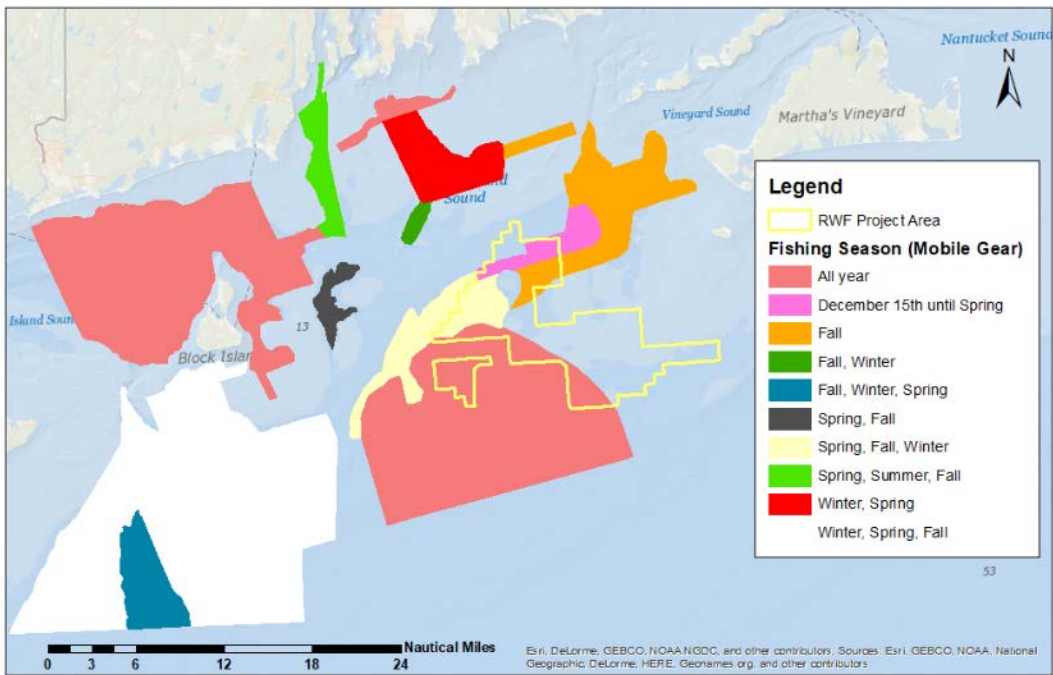 Nantucket Sound
N
Vineyard Sound
Martha's Vineyard
Sound
Island Soun
13
Block Islan
53
Legend
RWF Project Area
Fishing Season (Mobile Gear)
All year
December 15th until Spring
Fall
Fall, Winter
Fall, Winter, Spring
Spring, Fall
Spring, Fall, Winter
Spring, Summer, Fall
Winter, Spring
Winter, Spring, Fall
Nautical Miles
0 3 6 12 18 24
Esri, DeLorme, GEBCO, NOAA NGDC, and other contributors, Sources: Esri, GEBCO, NOAA, National
Geographic, DeLorme, HERE, Geonames.org, and other contributors